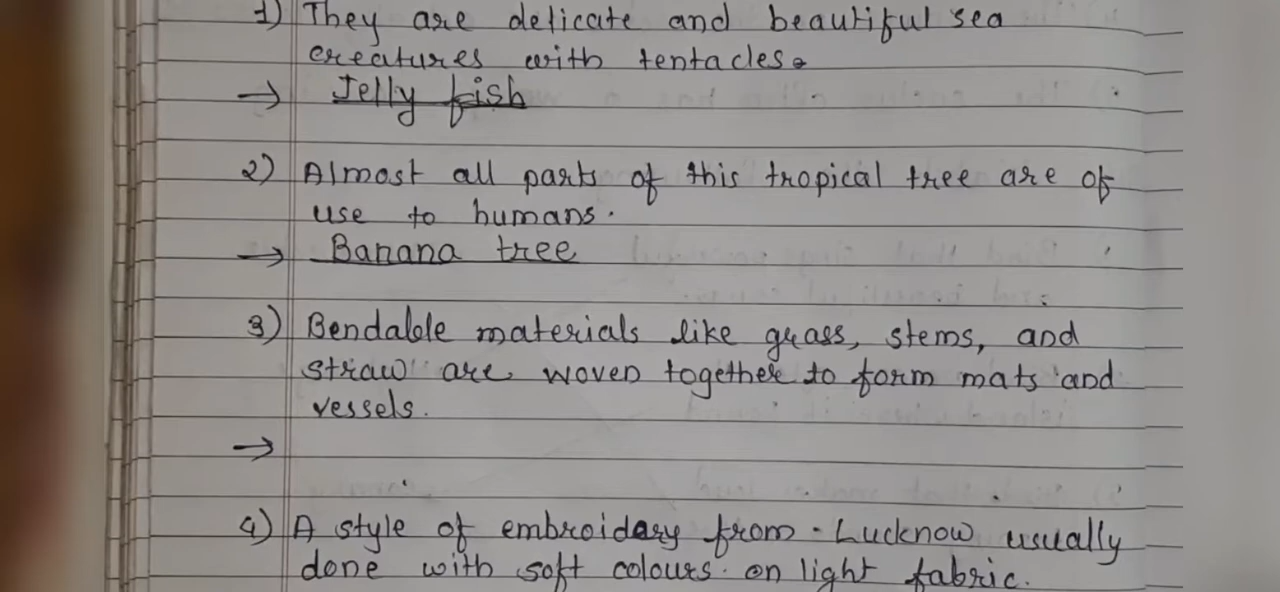 1) They are delicate and beautiful sea
creatures with tentacles.
→ Jelly fish
2) Almost all parts of this tropical tree are of
use to humans.
→ Banana tree
3) Bendable materials like grass, stems, and
straw are woven together to form mats and
vessels.
→
4) A style of embroidary from - Lucknow usually
done with soft colours. on light fabric.